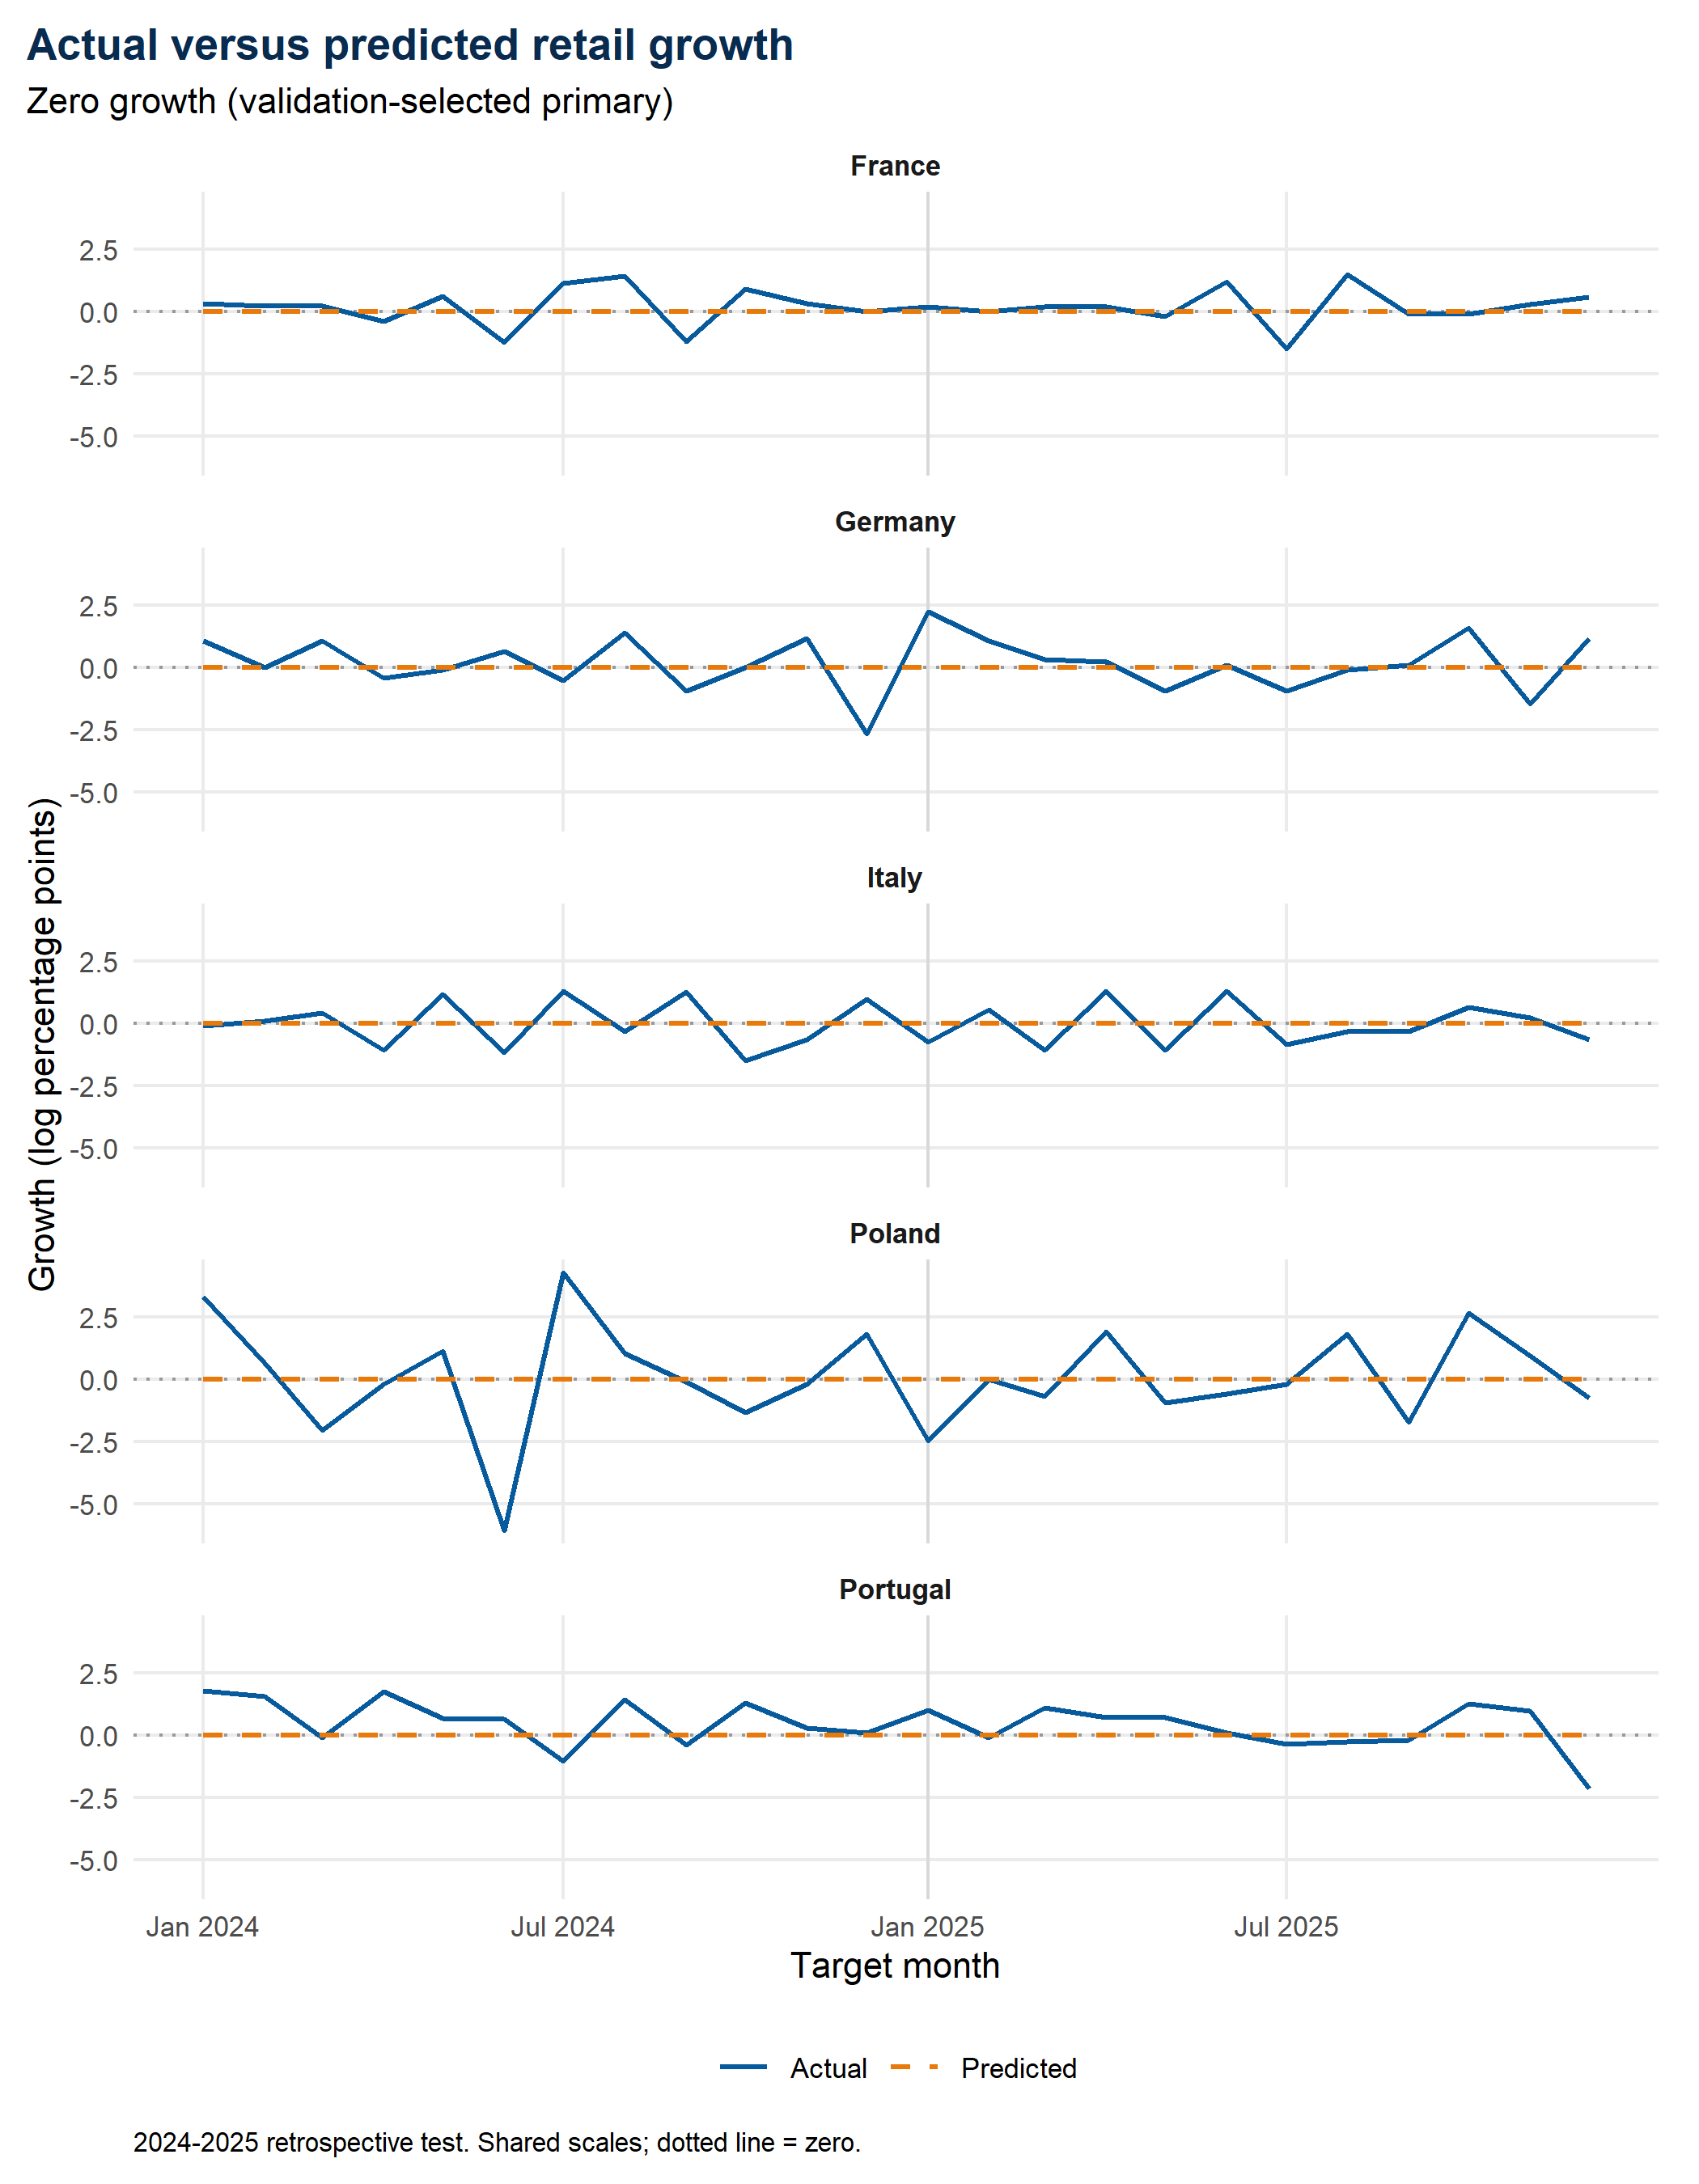 Actual versus predicted retail growth
Zero growth (validation-selected primary)
Growth (log percentage points)
France
2.5
0.0
-2.5
-5.0
Germany
2.5
0.0
-2.5
-5.0
Italy
2.5
0.0
-2.5
-5.0
Poland
2.5
0.0
-2.5
-5.0
Portugal
2.5
0.0
-2.5
-5.0
Jan 2024 Jul 2024 Jan 2025 Jul 2025
Target month
Actual Predicted
2024-2025 retrospective test. Shared scales; dotted line = zero.